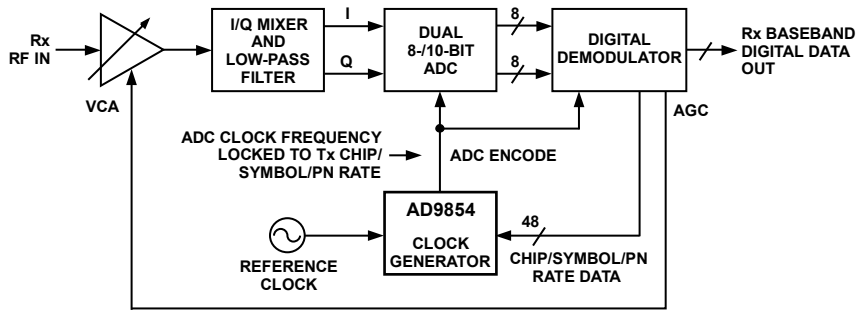 Rx
RF IN
VCA
I/Q MIXER
AND
LOW-PASS
FILTER
I
Q
DUAL
8-/10-BIT
ADC
8
8
DIGITAL
DEMODULATOR
Rx BASEBAND
DIGITAL DATA
OUT
AGC
ADC CLOCK FREQUENCY
LOCKED TO Tx CHIP/
SYMBOL/PN RATE
ADC ENCODE
REFERENCE
CLOCK
AD9854
CLOCK
GENERATOR
48
CHIP/SYMBOL/PN
RATE DATA